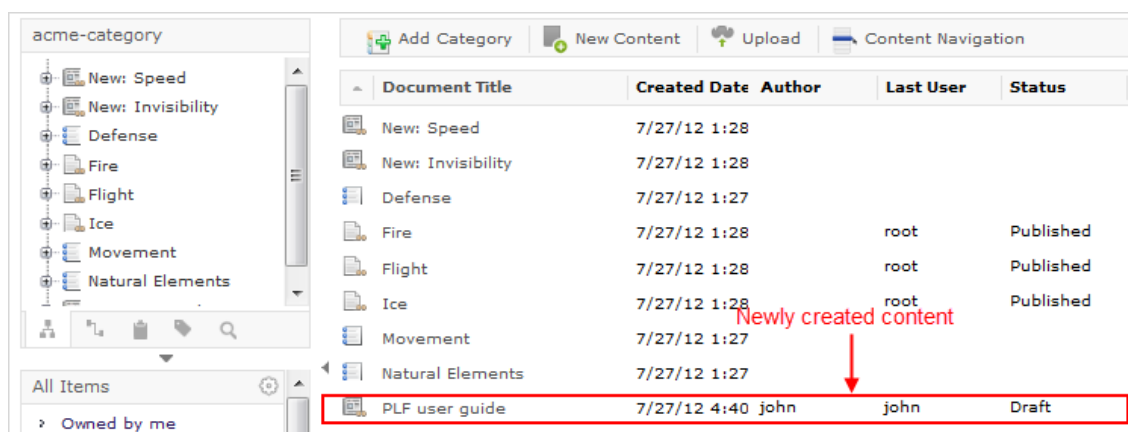 acme-category
New: Speed
New: Invisibility
Defense
Fire
Flight
Ice
Movement
Natural Elements
All Items
Owned by me
Add Category New Content Upload Content Navigation
Document Title Created Date Author Last User Status
New: Speed 7/27/12 1:28
New: Invisibility 7/27/12 1:28
Defense 7/27/12 1:27
Fire 7/27/12 1:28 root Published
Flight 7/27/12 1:28 root Published
Ice 7/27/12 1:28 root Published
Newly created content
Movement 7/27/12 1:27
Natural Elements 7/27/12 1:27
PLF user guide 7/27/12 4:40 john john Draft